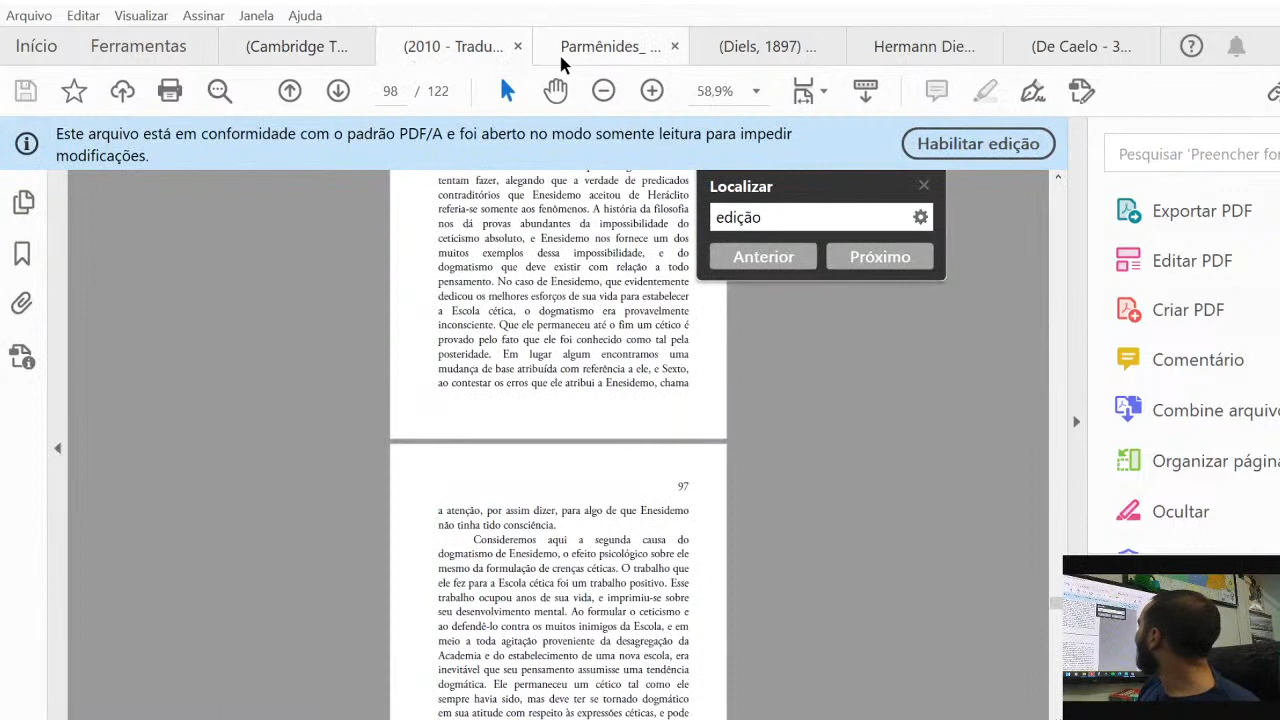 Arquivo Editar Visualizar Assinar Janela Ajuda
Início Ferramentas (Cambridge T... (2010 - Tradu... × Parmênides_ ... × (Diels, 1897) ... Hermann Die... (De Caelo - 3...
98 / 122 58,9%
Este arquivo está em conformidade com o padrão PDF/A e foi aberto no modo somente leitura para impedir
modificações.
Habilitar edição
Pesquisar 'Preencher for
Localizar
edição
Anterior Próximo
Exportar PDF
Editar PDF
Criar PDF
Comentário
Combine arquivo
Organizar página
Ocultar
tentam fazer, alegando que a verdade de predicados
contraditórios que Enesidemo aceitou de Heráclito
referia-se somente aos fenômenos. A história da filosofia
nos dá provas abundantes da impossibilidade do
ceticismo absoluto, e Enesidemo nos fornece um dos
muitos exemplos dessa impossibilidade, e do
dogmatismo que deve existir com relação a todo
pensamento. No caso de Enesidemo, que evidentemente
dedicou os melhores esforços de sua vida para estabelecer
a Escola cética, o dogmatismo era provavelmente
inconsciente. Que ele permaneceu até o fim um cético é
provado pelo fato que ele foi conhecido como tal pela
posteridade. Em lugar algum encontramos uma
mudança de base atribuída com referência a ele, e Sexto,
ao contestar os erros que ele atribui a Enesidemo, chama
97
a atenção, por assim dizer, para algo de que Enesidemo
não tinha tido consciência.
Consideremos aqui a segunda causa do
dogmatismo de Enesidemo, o efeito psicológico sobre ele
mesmo da formulação de crenças céticas. O trabalho que
ele fez para a Escola cética foi um trabalho positivo. Esse
trabalho ocupou anos de sua vida, e imprimiu-se sobre
seu desenvolvimento mental. Ao formular o ceticismo e
ao defendê-lo contra os muitos inimigos da Escola, e em
meio a toda agitação proveniente da desagregação da
Academia e do estabelecimento de uma nova escola, era
inevitável que seu pensamento assumisse uma tendência
dogmática. Ele permaneceu um cético tal como ele
sempre havia sido, mas deve ter se tornado dogmático
em sua atitude com respeito às expressões céticas, e pode